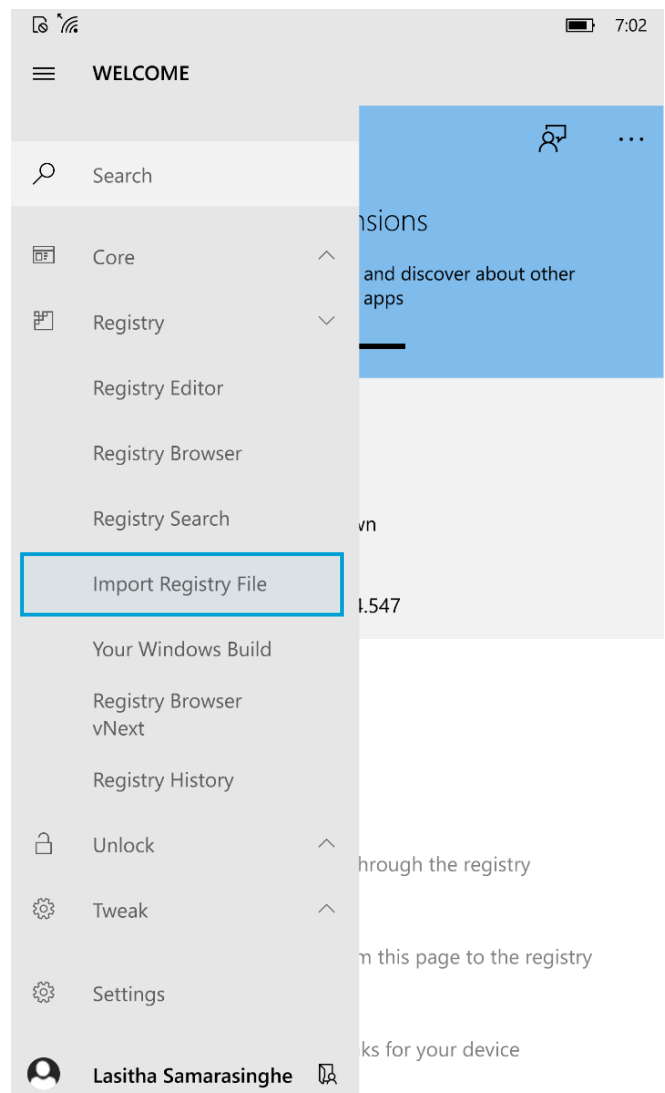 7:02
WELCOME
Search
Core
Registry
Registry Editor
Registry Browser
Registry Search
Import Registry File
Your Windows Build
Registry Browser
vNext
Registry History
Unlock
Tweak
Settings
Lasitha Samarasinghe
nsions
and discover about other
apps
wn
4.547
hrough the registry
m this page to the registry
ks for your device